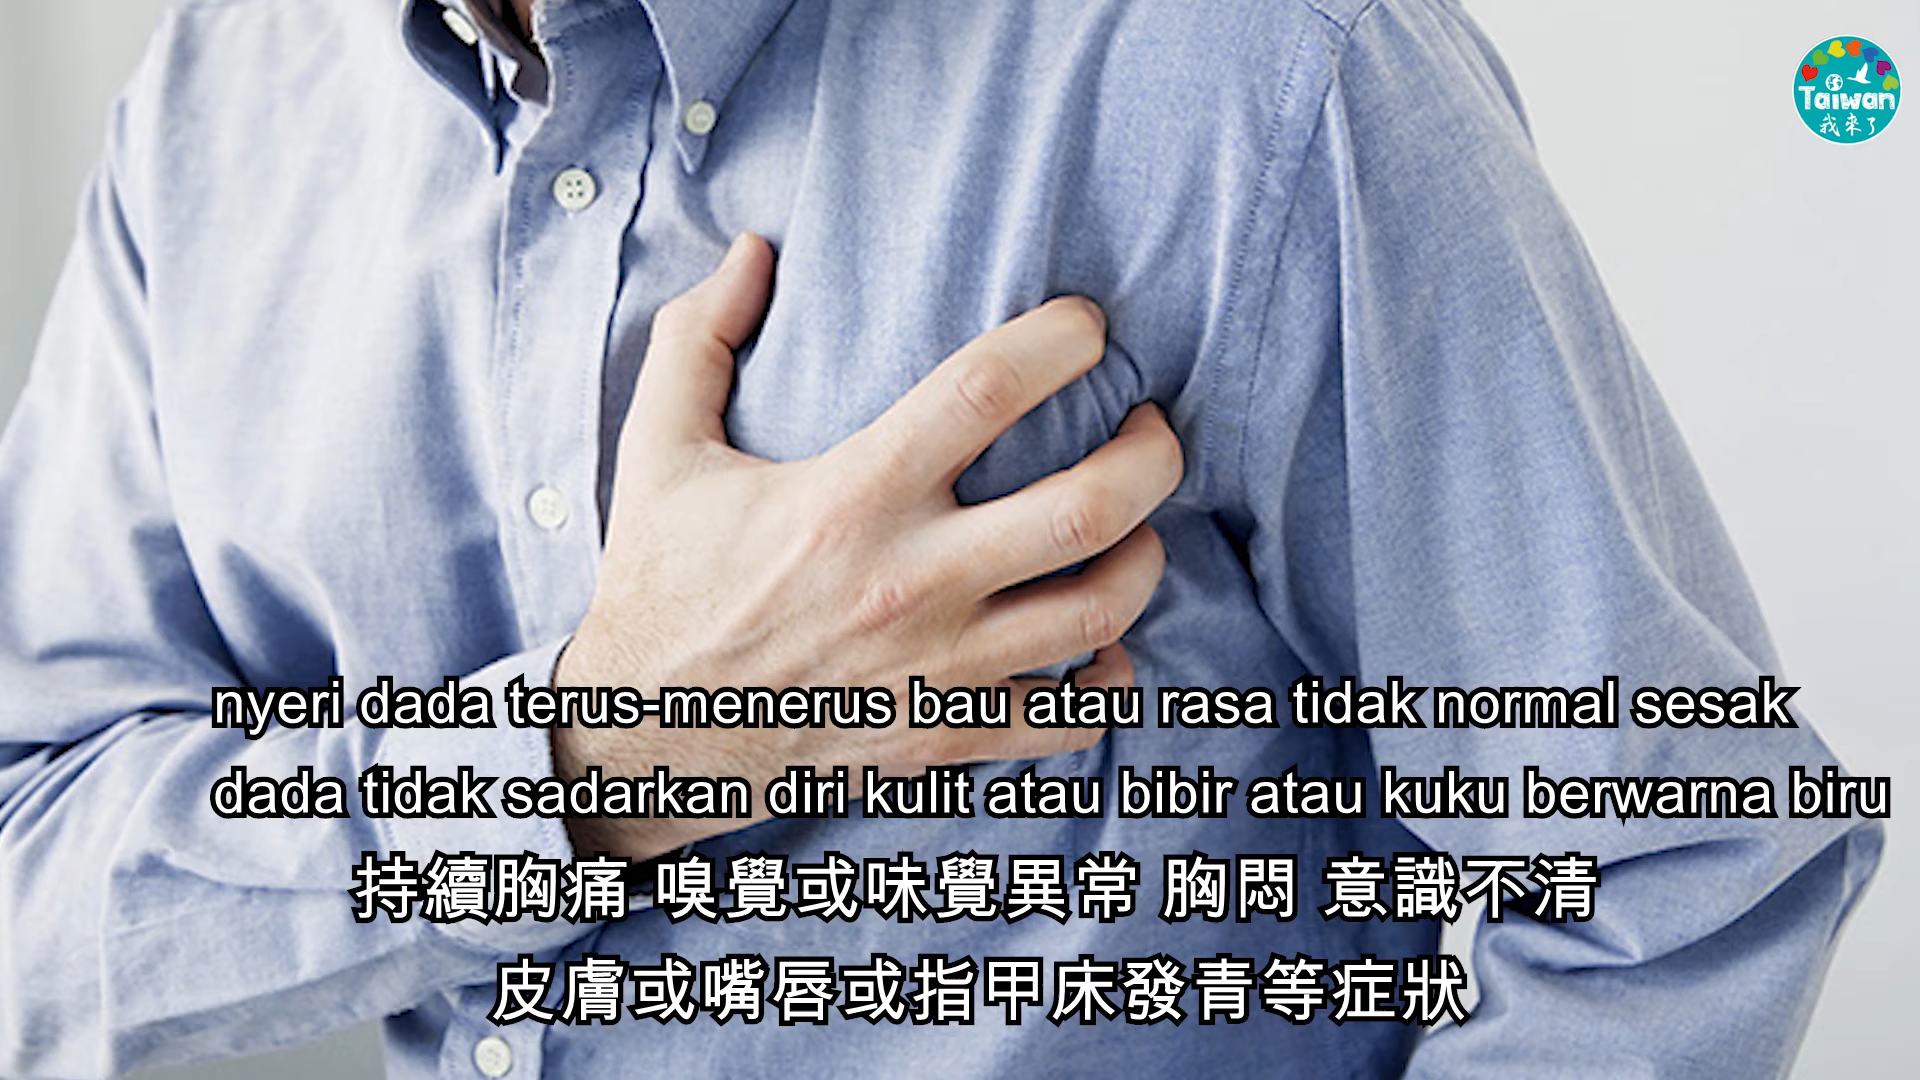 Taiwan
我來了
nyeri dada terus-menerus bau atau rasa tidak normal sesak
dada tidak sadarkan diri kulit atau bibir atau kuku berwarna biru
持續胸痛 嗅覺或味覺異常 胸悶 意識不清
皮膚或嘴唇或指甲床發青等症狀